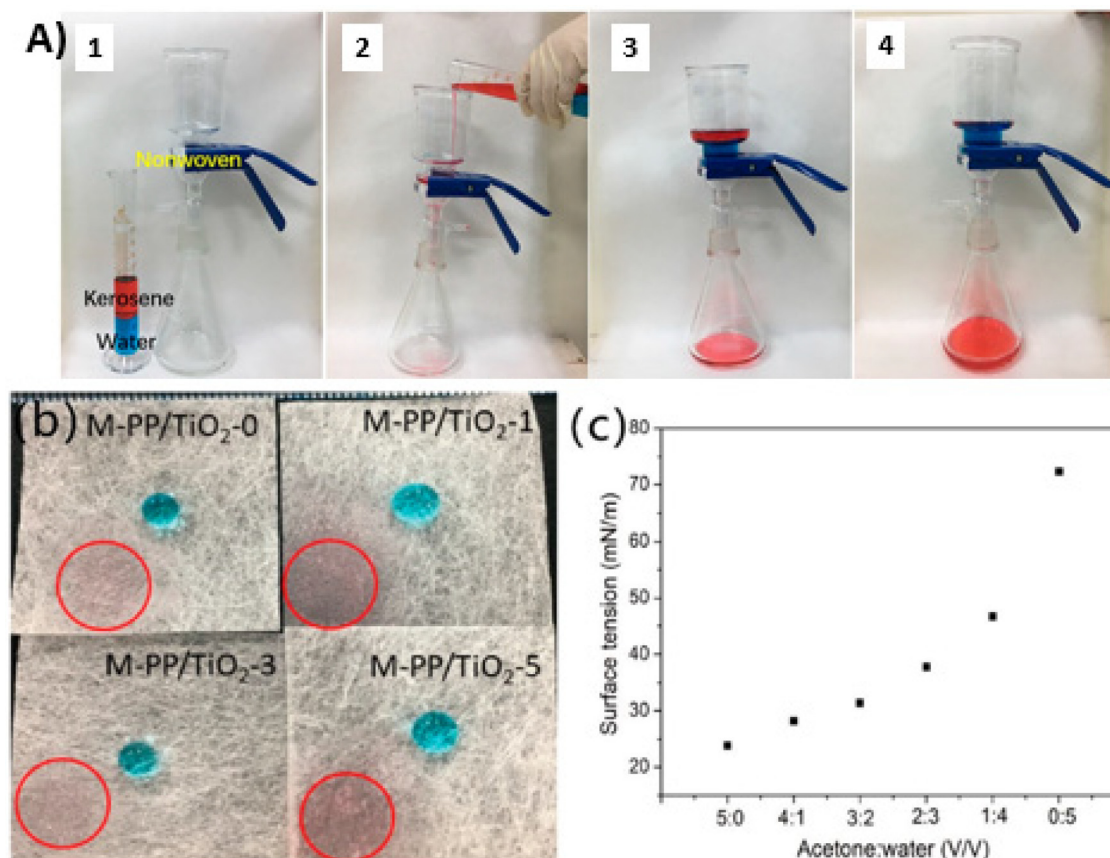 A)
1
2
3
4
Nonwoven
Kerosene
Water
(b)
M-PP/TiO₂-0
M-PP/TiO₂-1
M-PP/TiO₂-3
M-PP/TiO₂-5
(c)
80
70
60
50
40
30
20
Surface tension (mN/m)
5:0 4:1 3:2 2:3 1:4 0:5
Acetone:water (V/V)